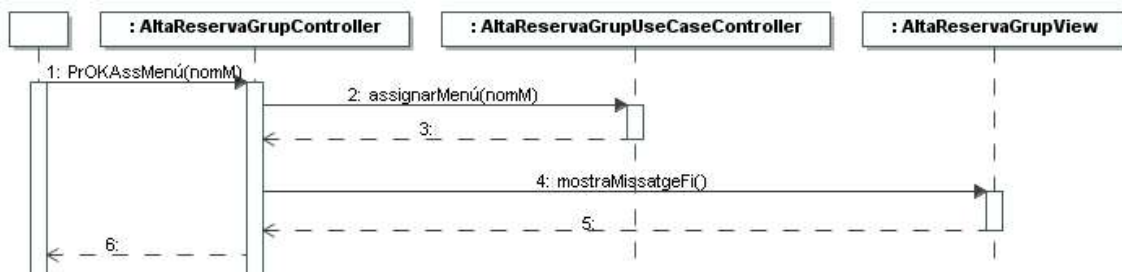 : AltaReservaGrupController
: AltaReservaGrupUseCaseController
: AltaReservaGrupView
1: PrOKAssMenú(nomM)
2: assignarMenú(nomM)
3:
4: mostraMissatgeFi()
5:
6: